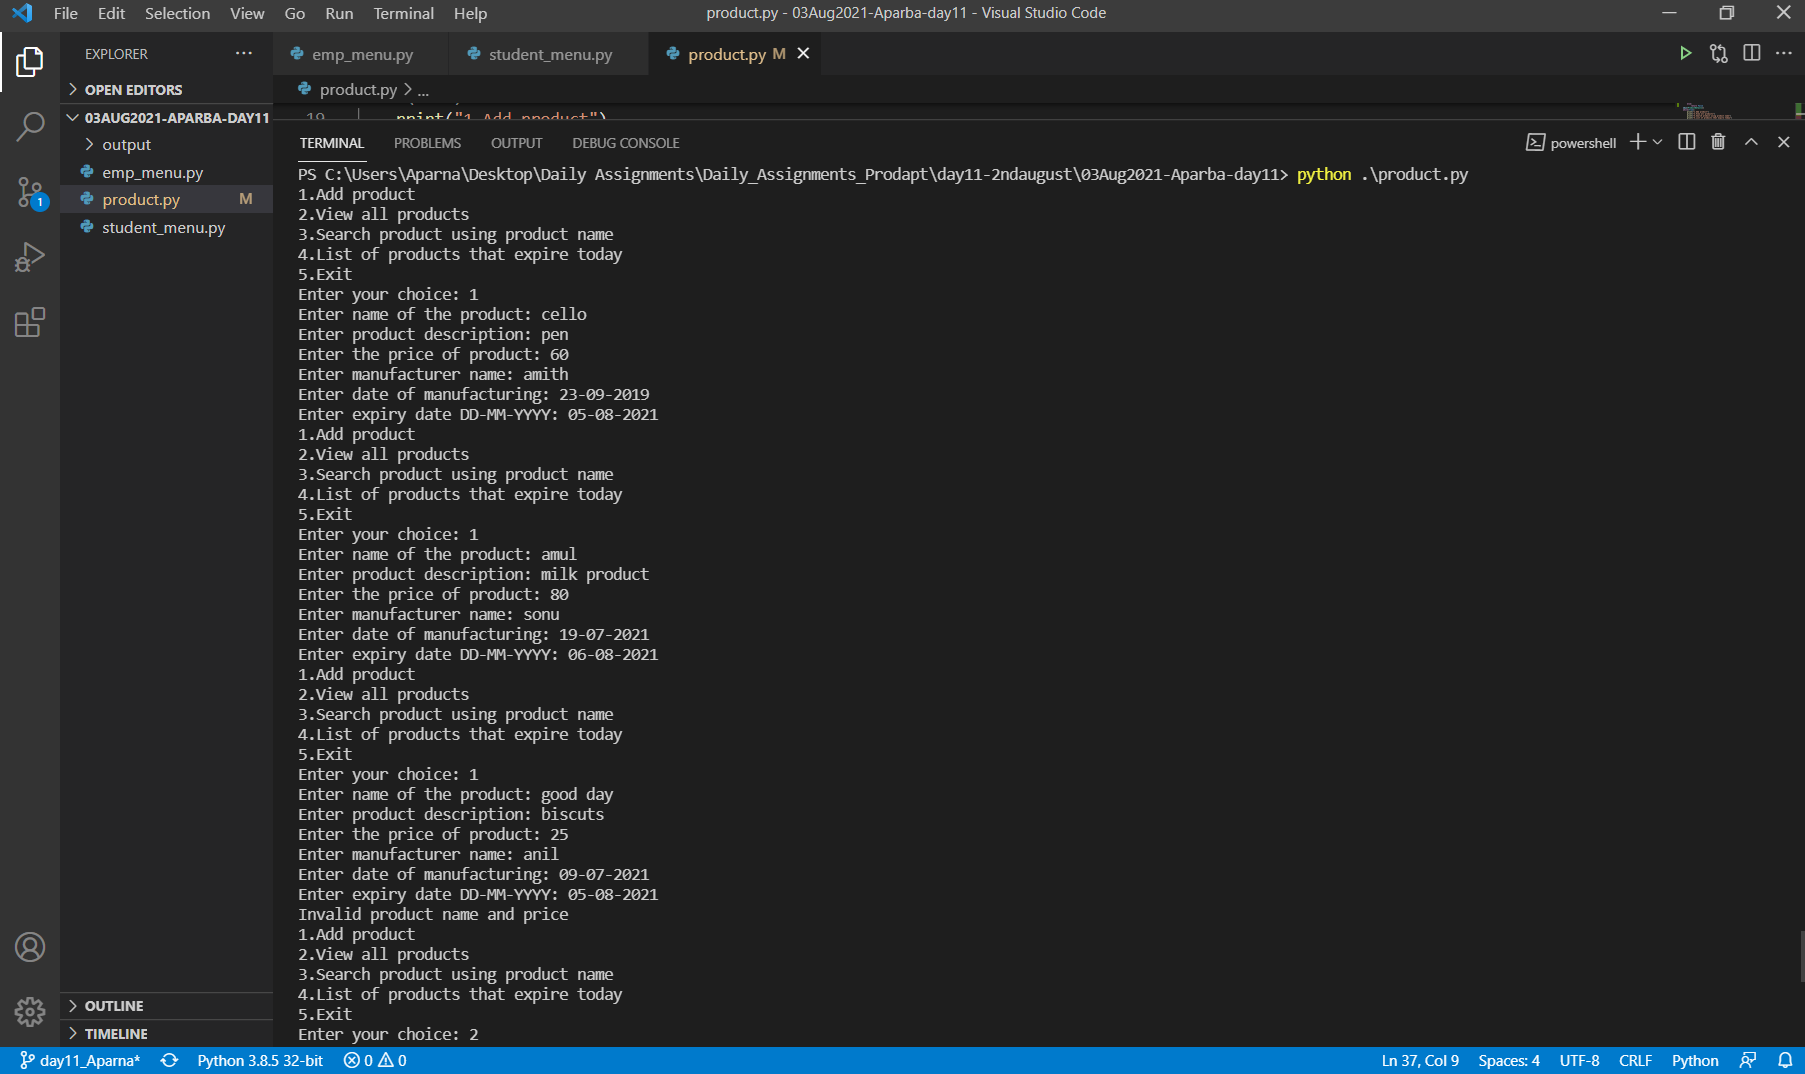 File Edit Selection View Go Run Terminal Help
product.py - 03Aug2021-Aparba-day11 - Visual Studio Code
EXPLORER
emp_menu.py
student_menu.py
product.py M
OPEN EDITORS
product.py > ...
03AUG2021-APARBA-DAY11
output
emp_menu.py
product.py M
student_menu.py
1
19 print("1.Add product")
TERMINAL PROBLEMS OUTPUT DEBUG CONSOLE
powershell
PS C:\Users\Aparna\Desktop\Daily Assignments\Daily_Assignments_Prodapt\day11-2ndaugust\03Aug2021-Aparba-day11> python .\product.py
1.Add product
2.View all products
3.Search product using product name
4.List of products that expire today
5.Exit
Enter your choice: 1
Enter name of the product: cello
Enter product description: pen
Enter the price of product: 60
Enter manufacturer name: amith
Enter date of manufacturing: 23-09-2019
Enter expiry date DD-MM-YYYY: 05-08-2021
1.Add product
2.View all products
3.Search product using product name
4.List of products that expire today
5.Exit
Enter your choice: 1
Enter name of the product: amul
Enter product description: milk product
Enter the price of product: 80
Enter manufacturer name: sonu
Enter date of manufacturing: 19-07-2021
Enter expiry date DD-MM-YYYY: 06-08-2021
1.Add product
2.View all products
3.Search product using product name
4.List of products that expire today
5.Exit
Enter your choice: 1
Enter name of the product: good day
Enter product description: biscuts
Enter the price of product: 25
Enter manufacturer name: anil
Enter date of manufacturing: 09-07-2021
Enter expiry date DD-MM-YYYY: 05-08-2021
Invalid product name and price
1.Add product
2.View all products
3.Search product using product name
4.List of products that expire today
5.Exit
Enter your choice: 2
OUTLINE
TIMELINE
day11_Aparna* Python 3.8.5 32-bit 0 0
Ln 37, Col 9 Spaces: 4 UTF-8 CRLF Python